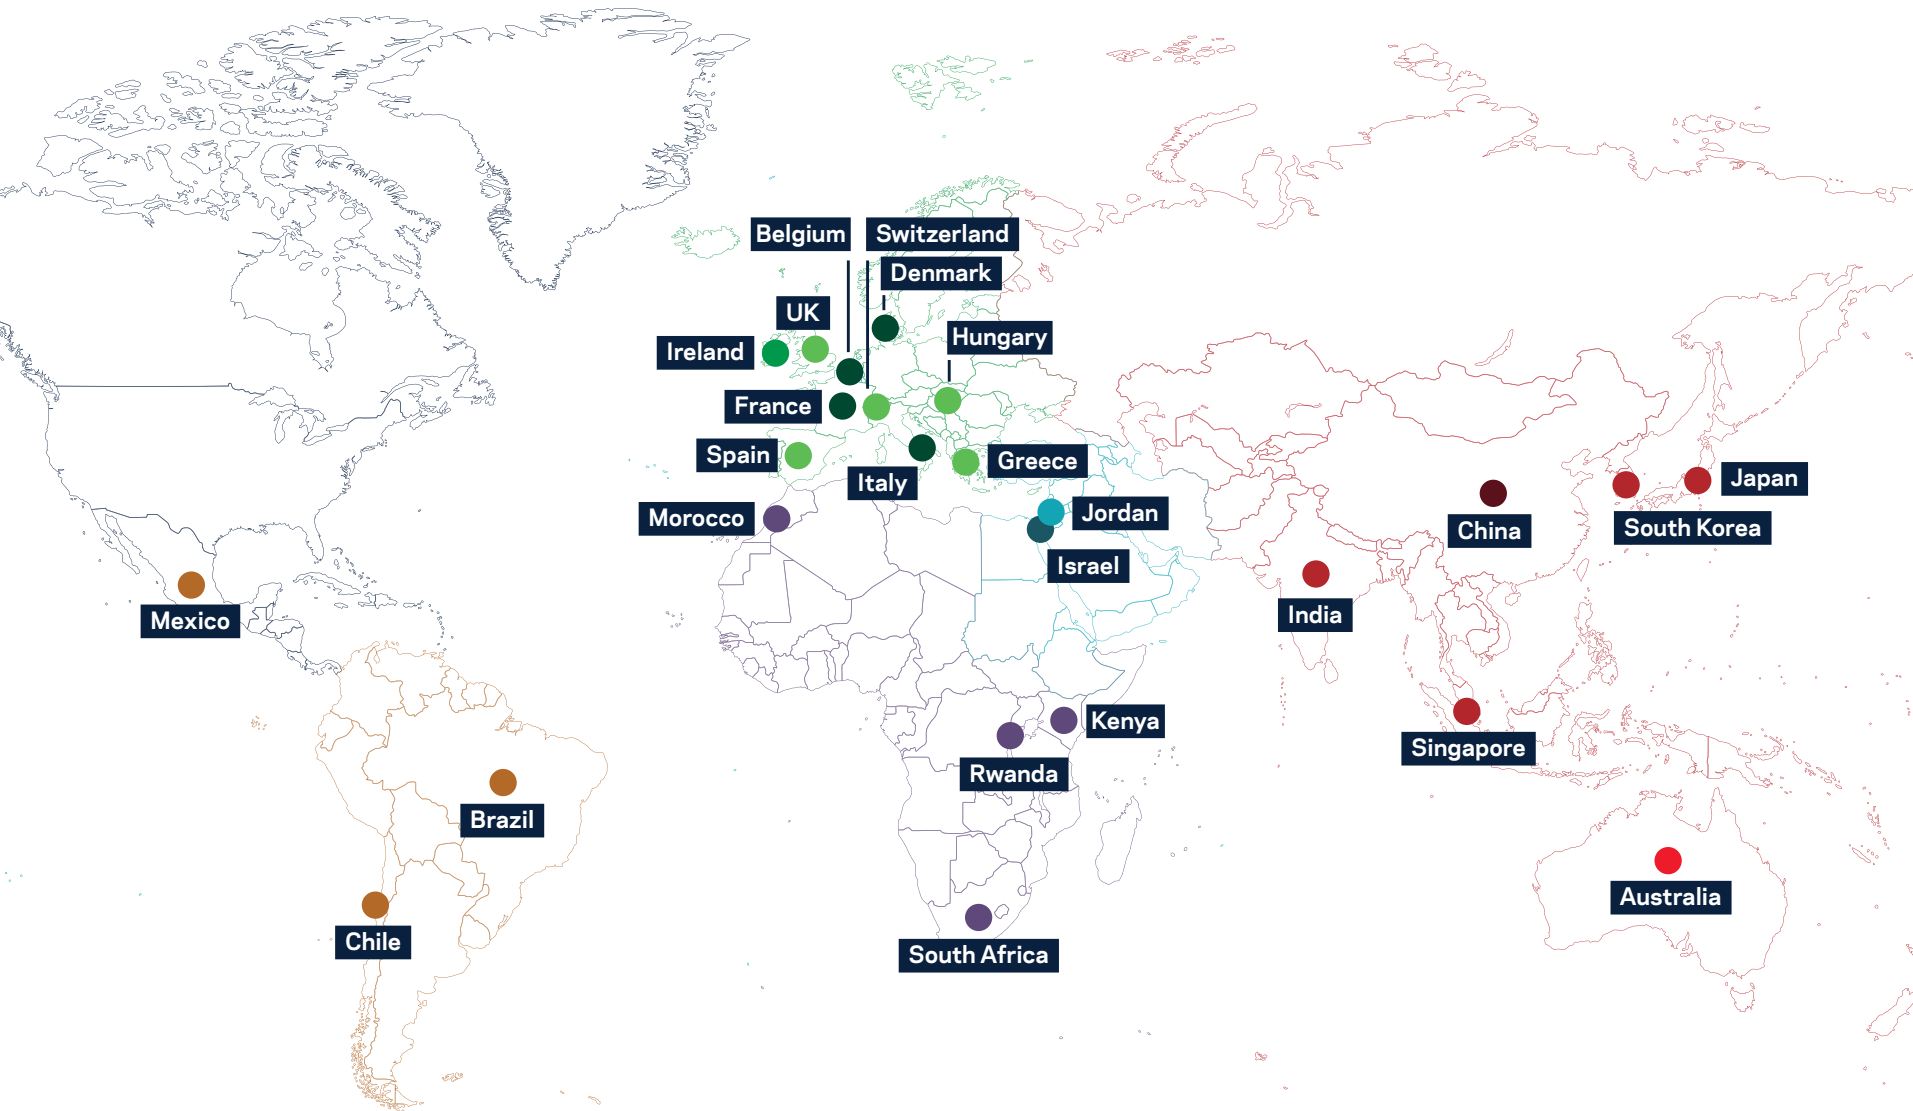 Belgium
Switzerland
Denmark
UK
Hungary
Ireland
France
Spain
Greece
Italy
Japan
Morocco
Jordan
China
South Korea
Israel
India
Mexico
Kenya
Singapore
Rwanda
Brazil
Australia
Chile
South Africa